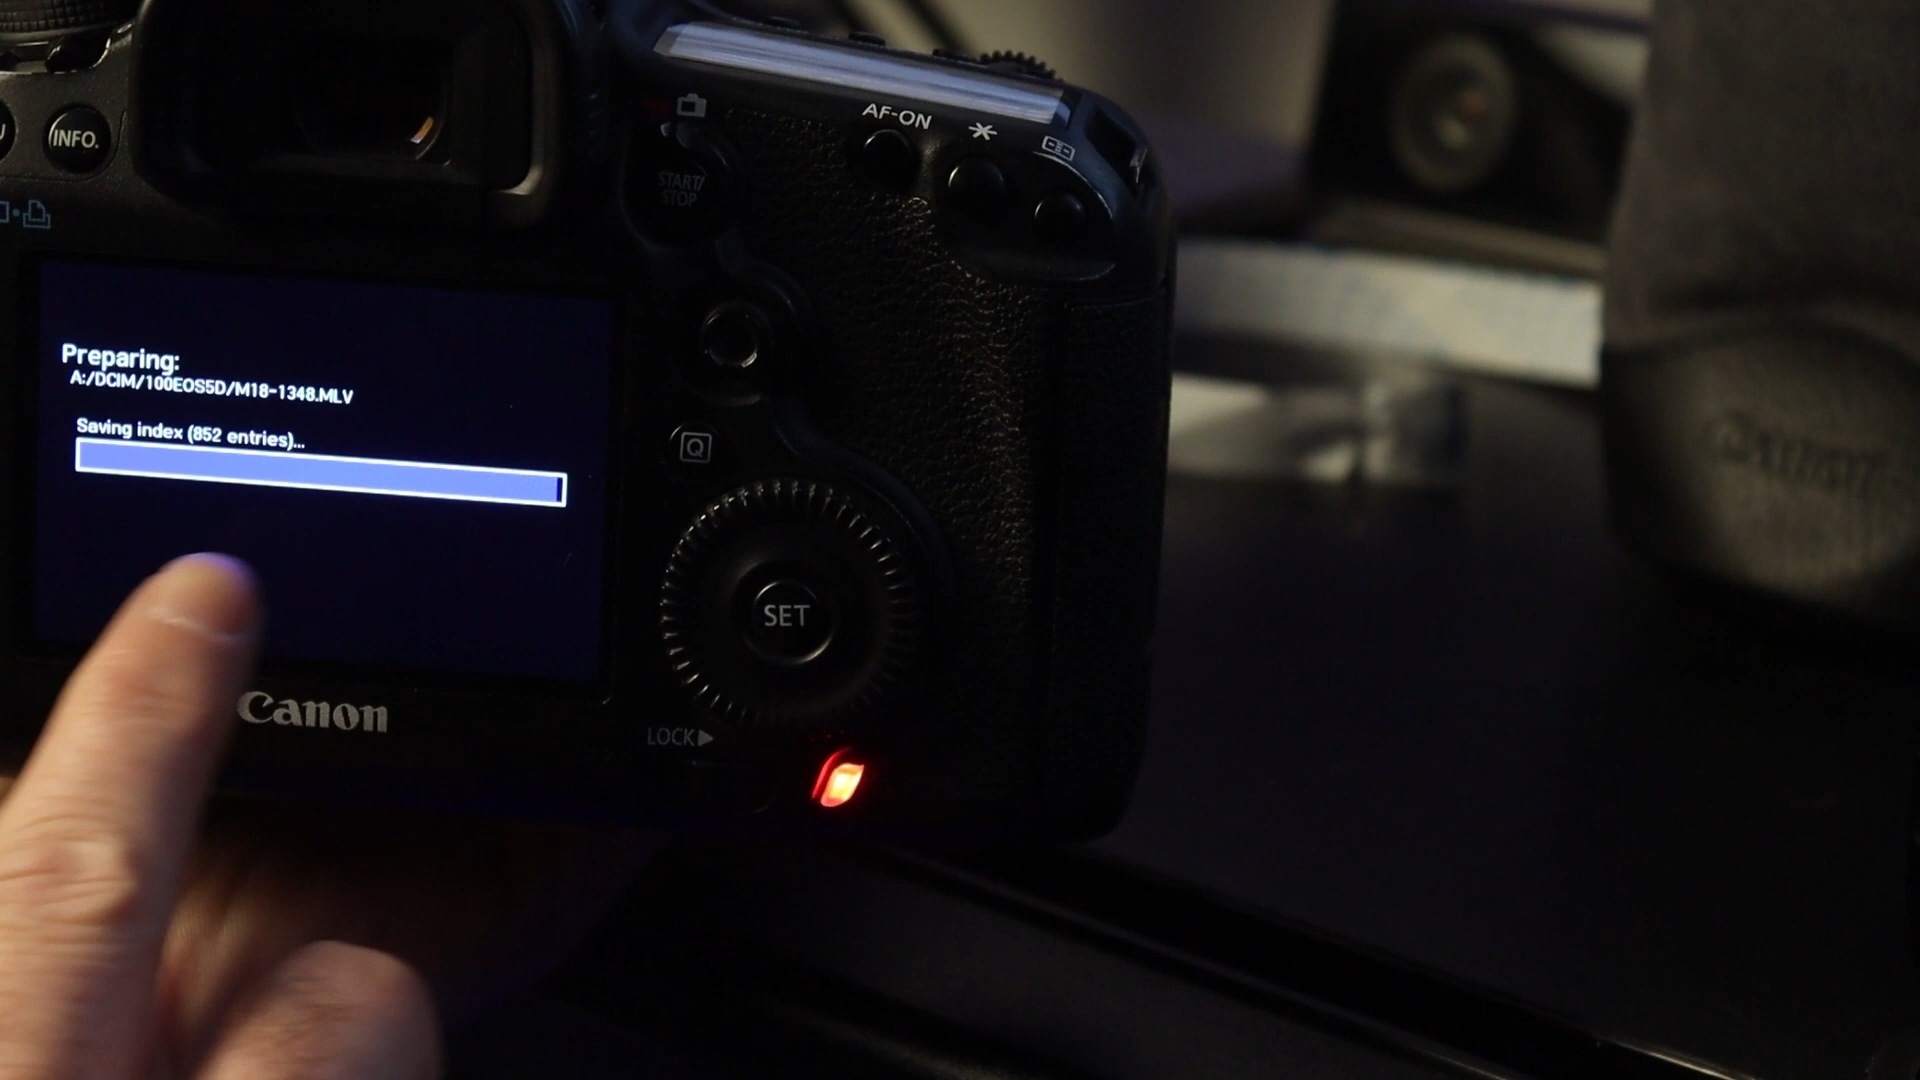 INFO.
AF-ON
START/
STOP
Preparing:
A:/DCIM/100EOS5D/M18-1348.MLV
Saving index (852 entries)...
Q
SET
Canon
LOCK▶